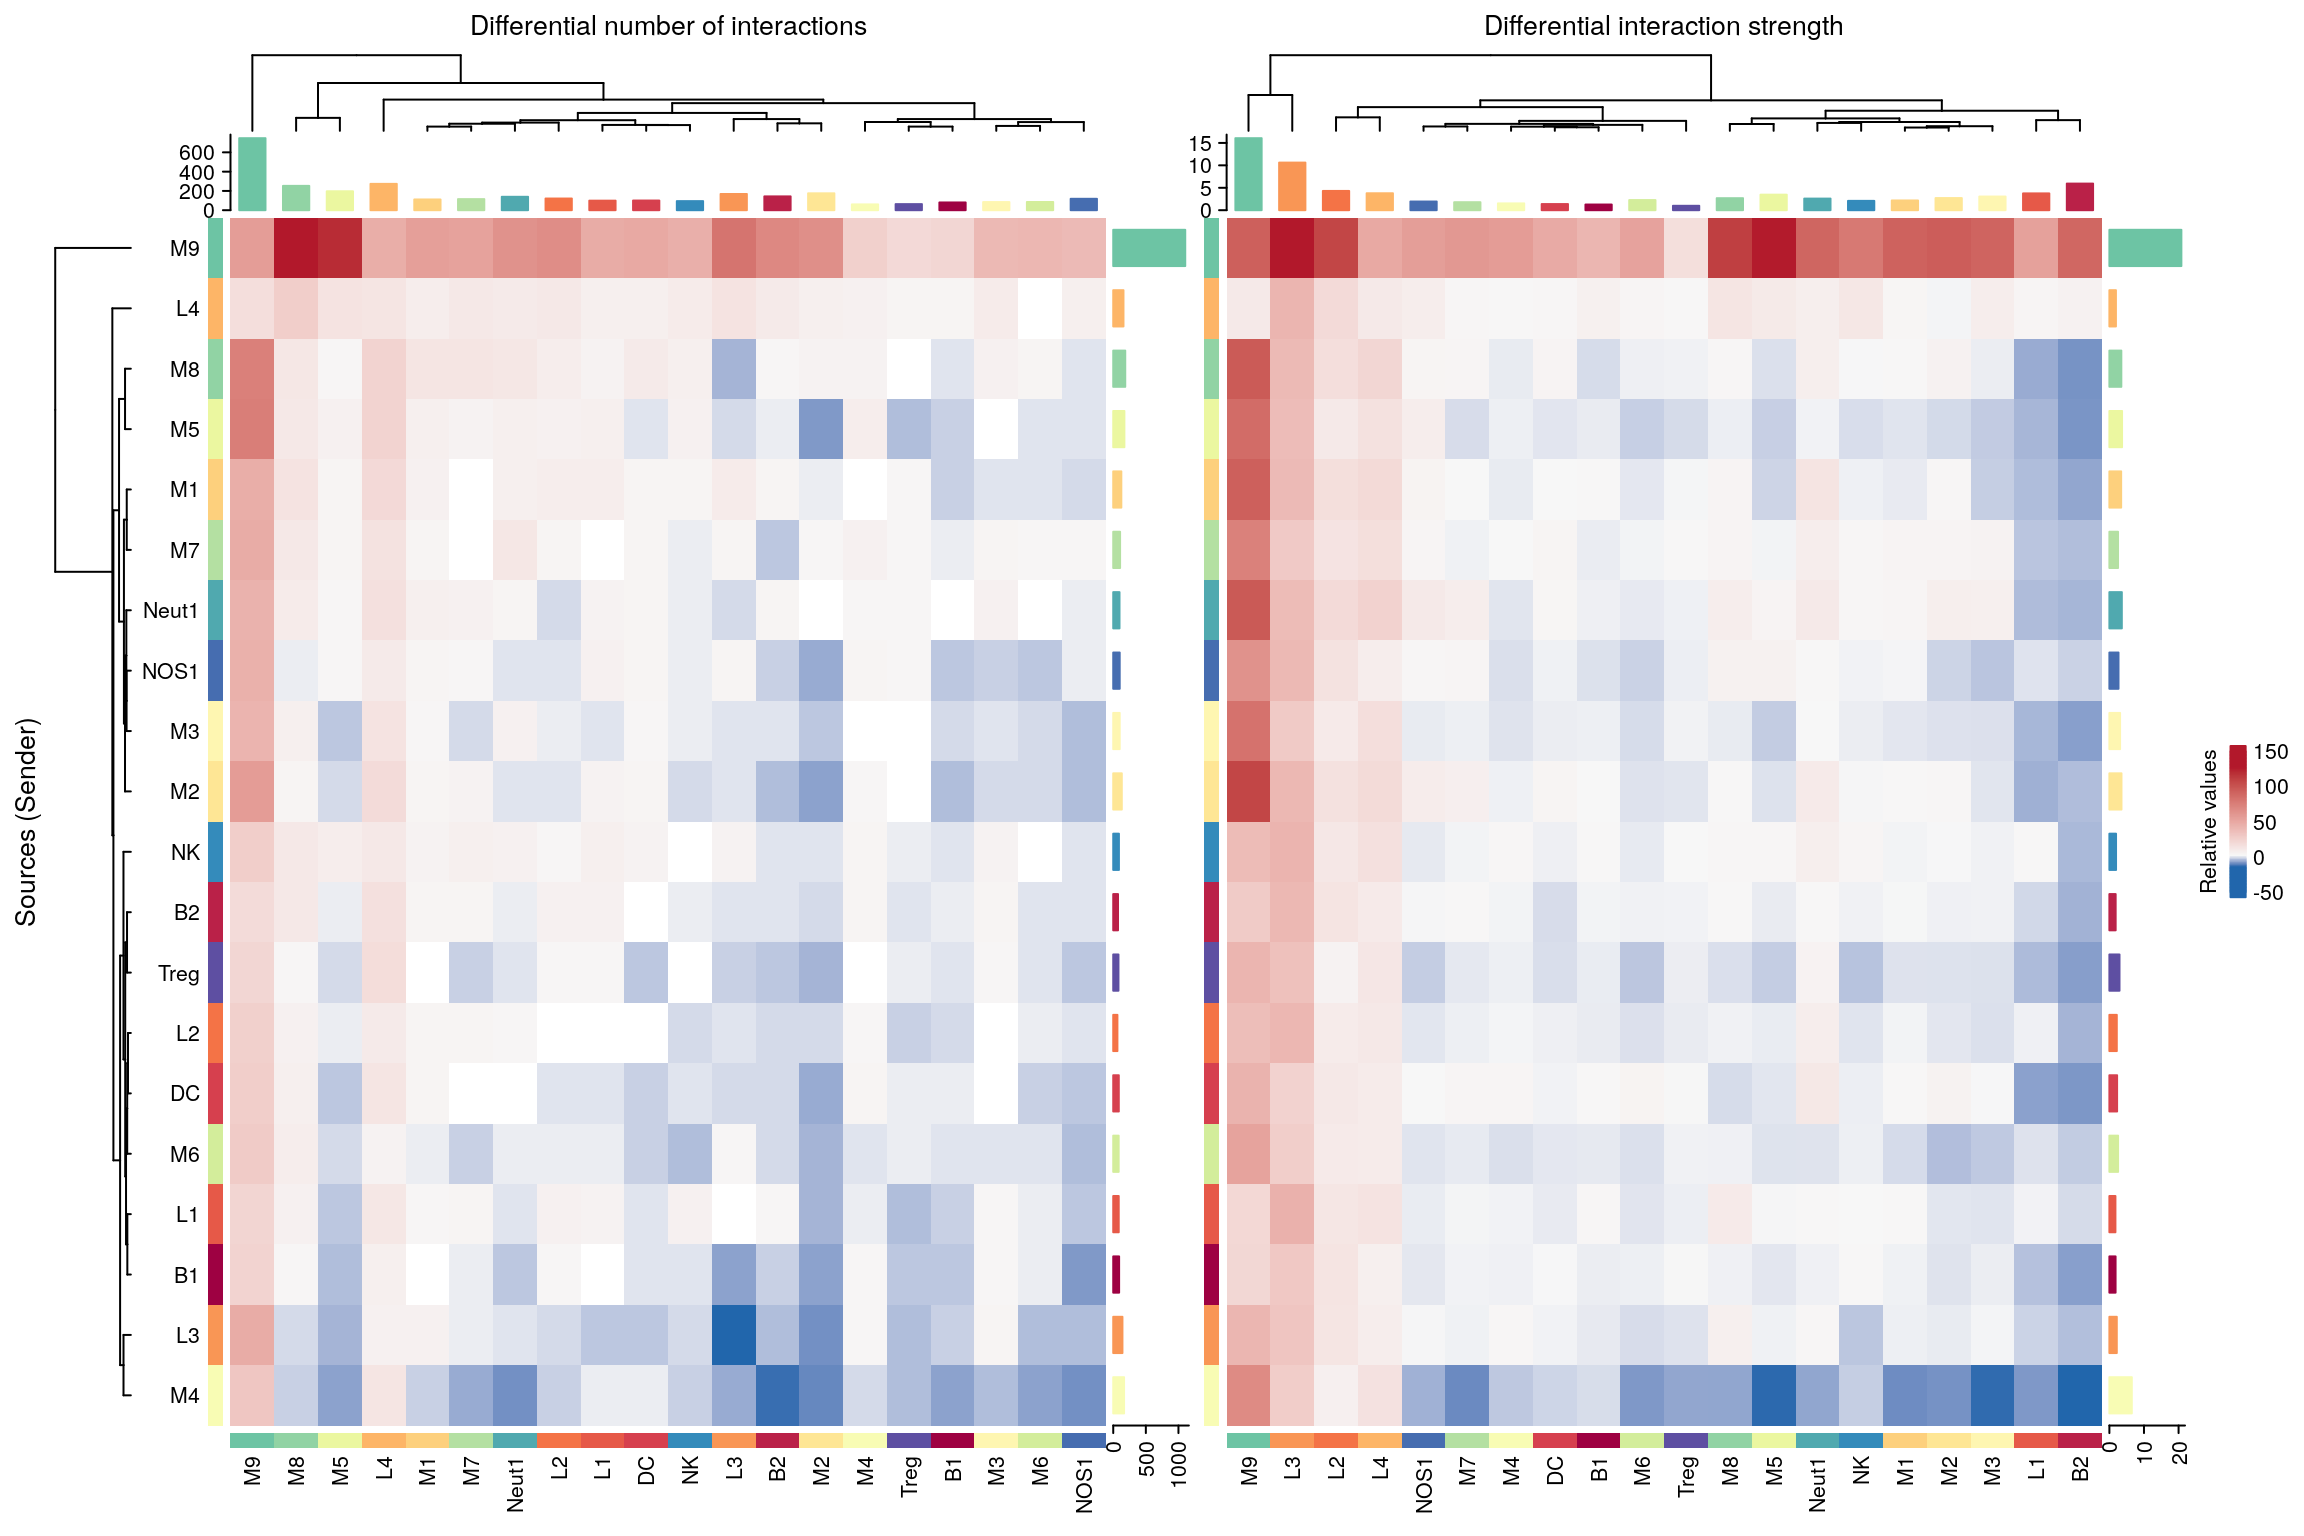 Differential number of interactions
Differential interaction strength
600
400
200
0
15
10
5
0
M9
L4
M8
M5
M1
M7
Neut1
NOS1
M3
M2
NK
B2
Treg
L2
DC
M6
L1
B1
L3
M4
Sources (Sender)
0 500 1000
0 10 20
M9 M8 M5 L4 M1 M7 Neut1 L2 L1 DC NK L3 B2 M2 M4 Treg B1 M3 M6 NOS1
M9 L3 L2 L4 NOS1 M7 M4 DC B1 M6 Treg M8 M5 Neut1 NK M1 M2 M3 L1 B2
Relative values
150
100
50
0
-50